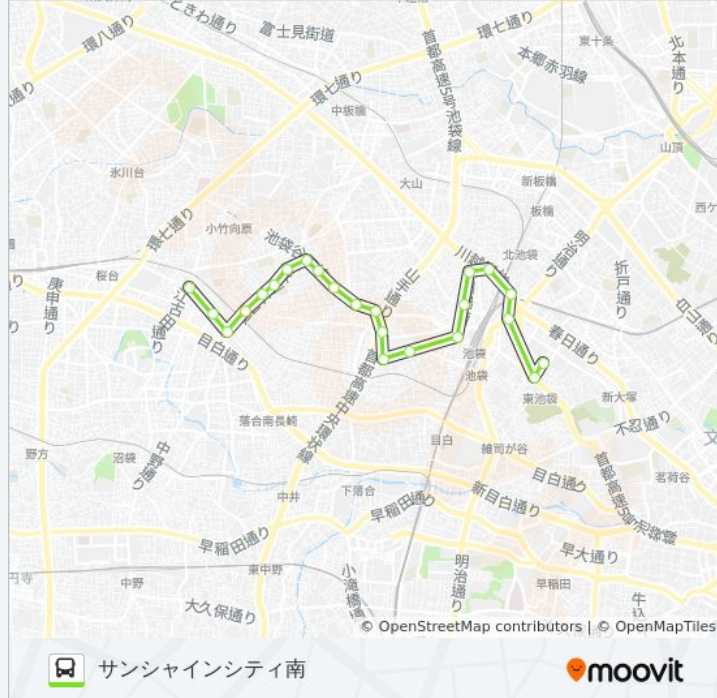 ときわ通り
富士見街道
環七通り
東十条
北本通り
環八通り
首都高速5号池袋線
本郷赤羽線
環七通り
中板橋
山頂
氷川台
大山
新板橋
板橋
環七通り
小竹向原
池袋谷
川越
北池袋
明治通り
桜台
山手通り
折戸通り
白山通り
庚申通り
目白通り
春日通り
首都高速中央環状線
池袋
池袋
東池袋
新大塚
不忍通り
落合南長崎
目白
雑司が谷
野方
沼袋
中野通り
目白通り
茗荷谷
首都高速5号池袋線
中井
下落合
早稲田通り
新目白通り
早稲田通り
早大通り
東中野
中野
小滝橋通
明治通り
早稲田
大久保通り
© OpenStreetMap contributors | © OpenMapTiles
サンシャインシティ南
moovit